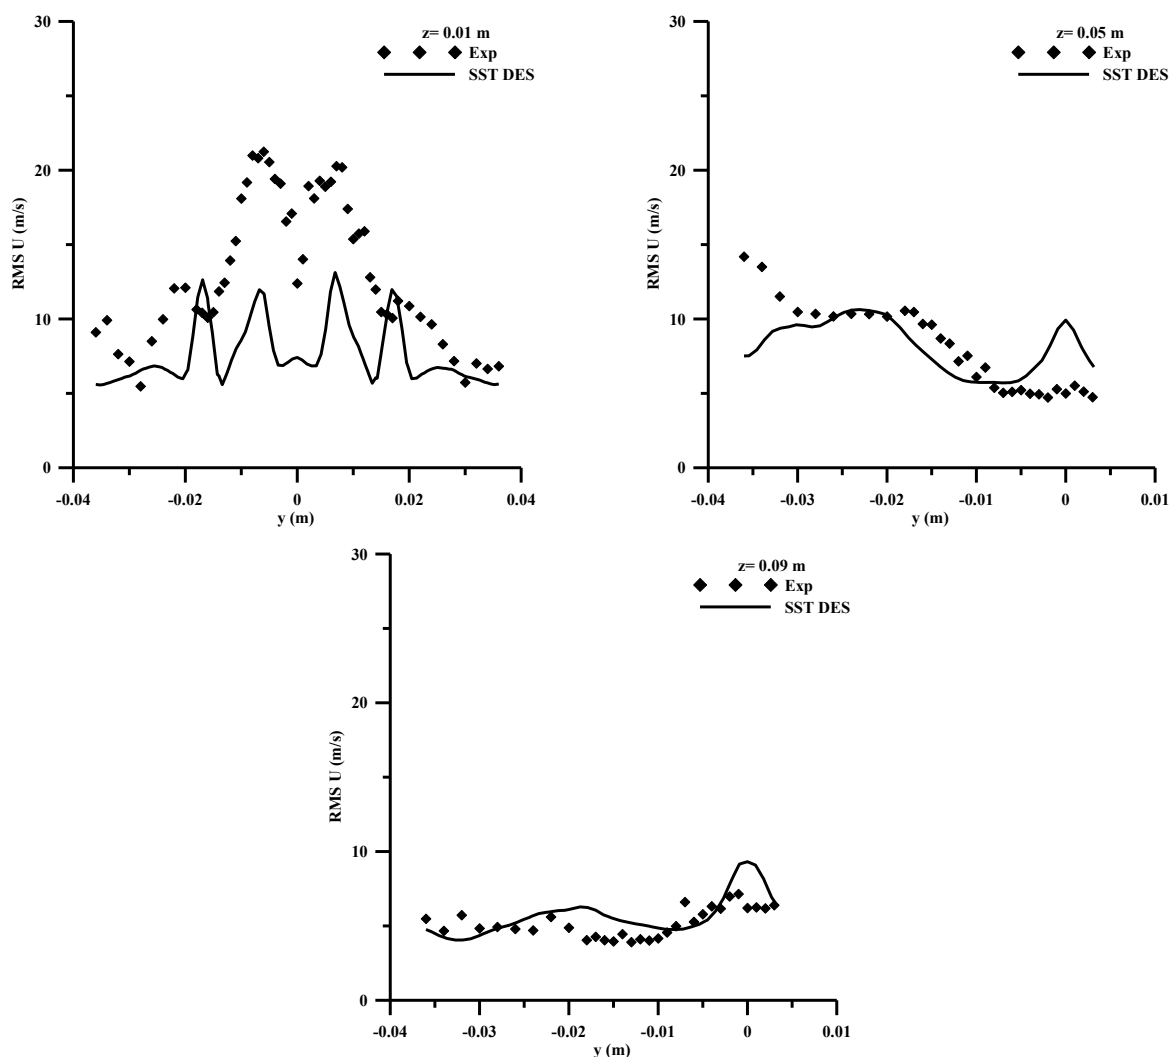 z= 0.01 m
Exp
SST DES
30
20
10
0
RMS U (m/s)
-0.04 -0.02 0 0.02 0.04
y (m)
z= 0.05 m
Exp
SST DES
30
20
10
0
RMS U (m/s)
-0.04 -0.03 -0.02 -0.01 0 0.01
y (m)
z= 0.09 m
Exp
SST DES
30
20
10
0
RMS U (m/s)
-0.04 -0.03 -0.02 -0.01 0 0.01
y (m)